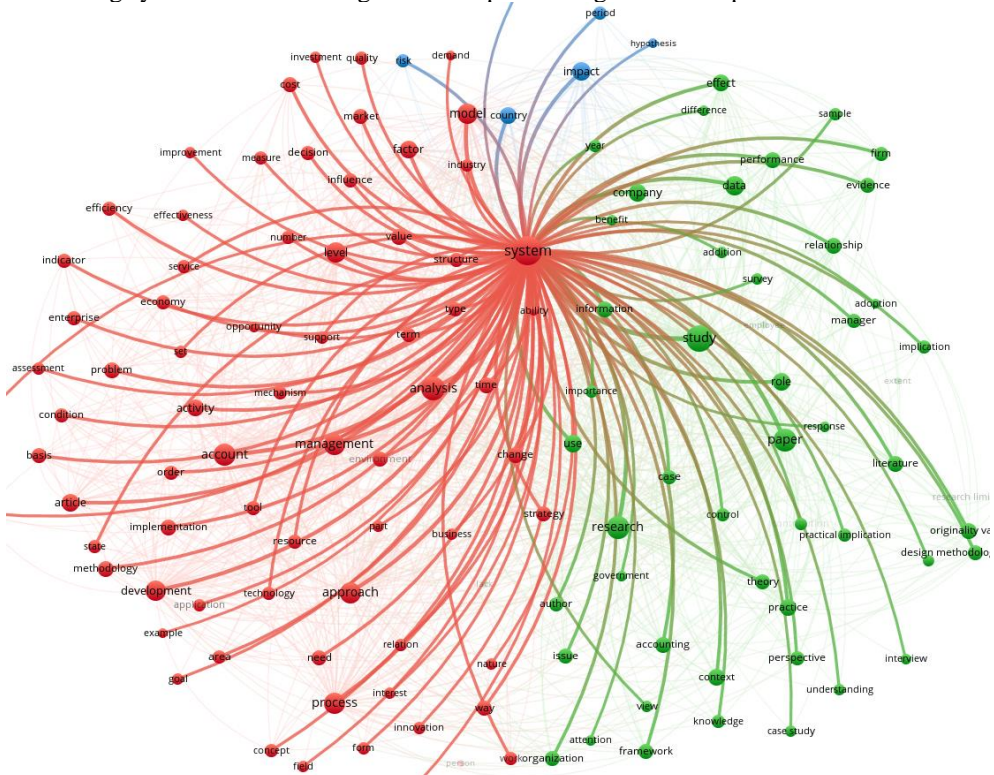 period
hypothesis
investment
quality
demand
risk
impact
cost
effect
model
country
difference
sample
market
year
factor
decision
improvement
measure
industry
performance
firm
influence
company
data
evidence
efficiency
effectiveness
benefit
number
value
relationship
system
level
addition
indicator
service
structure
survey
economy
type
ability
information
adoption
enterprise
opportunity
support
term
study
employee
manager
set
implication
assessment
problem
mechanism
analysis
time
importance
role
extent
condition
activity
response
account
management
use
paper
basis
environment
change
literature
order
case
research limi
article
tool
strategy
control
implementation
part
business
research
practical implication
originality va
state
resource
design methodolog
methodology
development
technology
approach
government
theory
application
author
practice
example
relation
accounting
area
need
issue
perspective
interview
goal
nature
context
understanding
process
interest
way
view
knowledge
innovation
case study
concept
form
attention
framework
field
person
work
organization